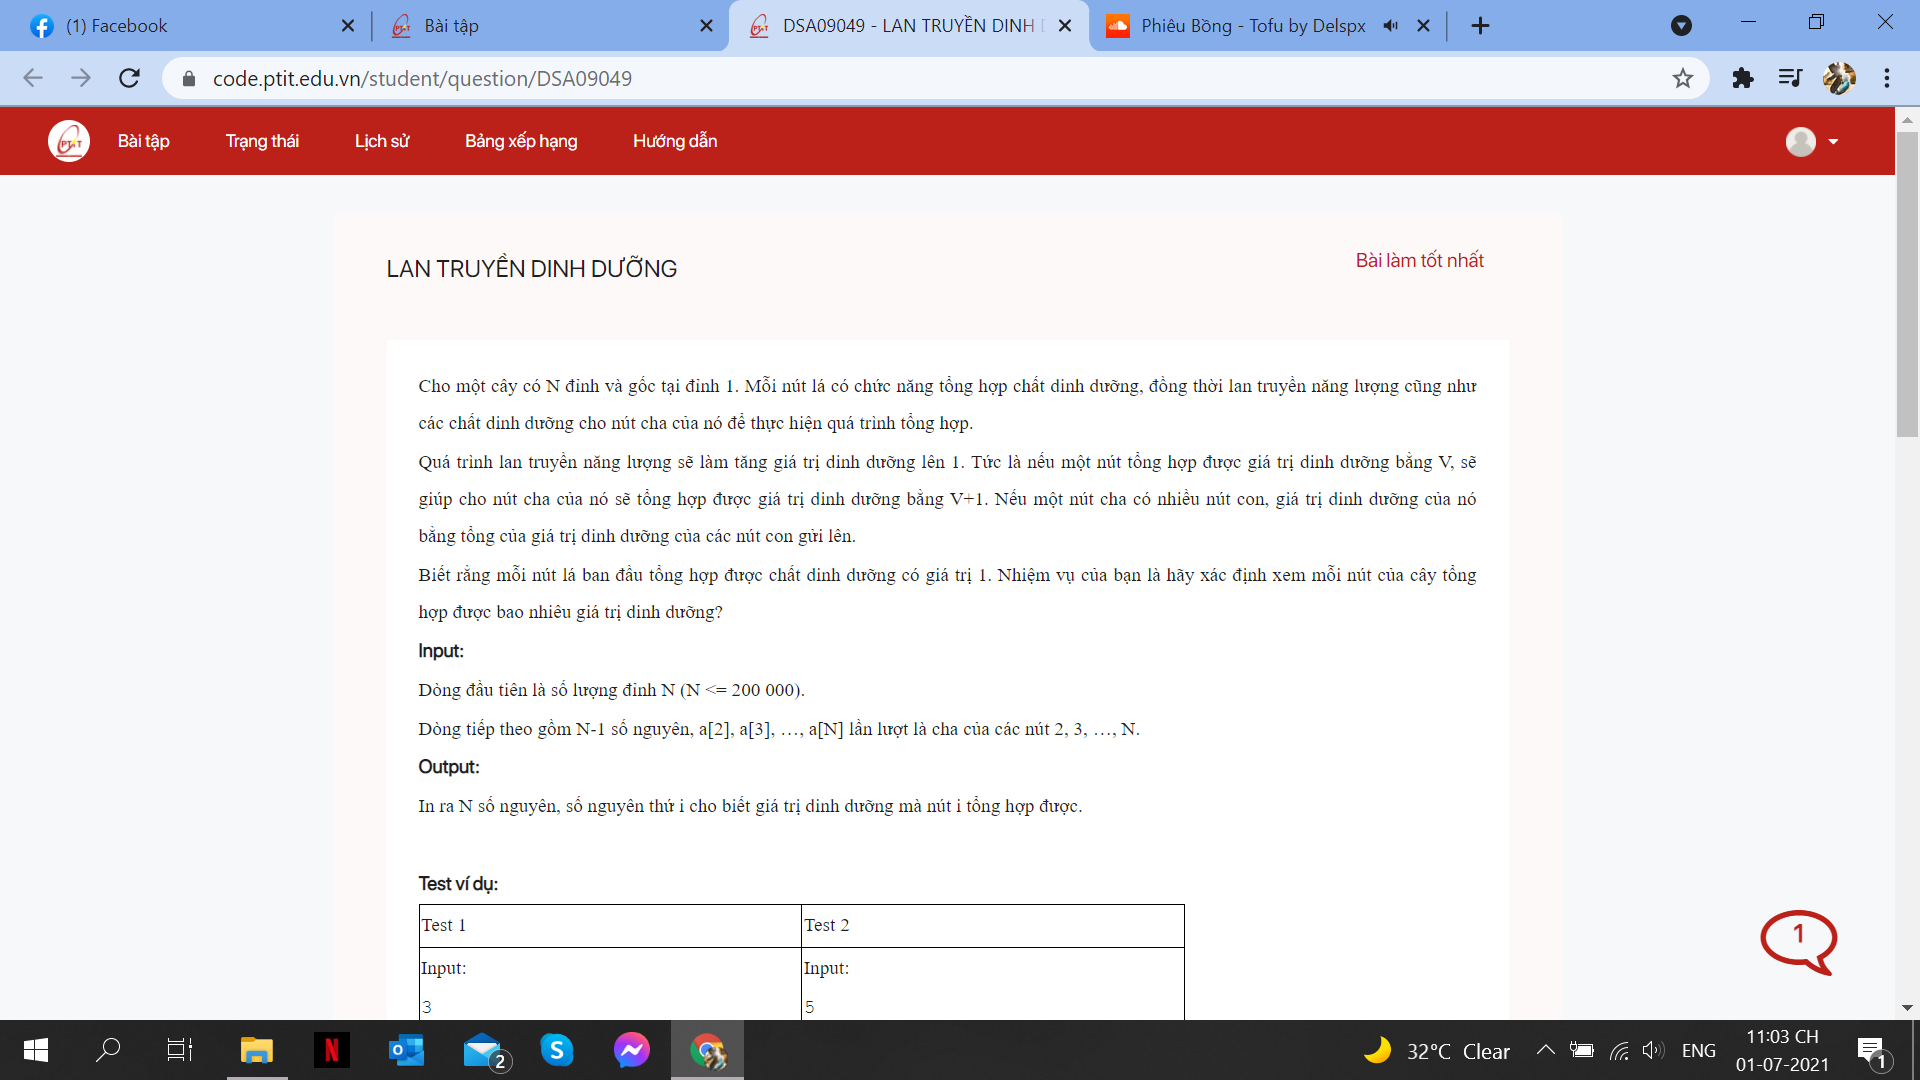 (1) Facebook
Bài tập
DSA09049 - LAN TRUYỀN DINH
Phiêu Bồng - Tofu by Delspx
code.ptit.edu.vn/student/question/DSA09049
PTIT
Bài tập
Trạng thái
Lịch sử
Bảng xếp hạng
Hướng dẫn
LAN TRUYỀN DINH DƯỠNG
Bài làm tốt nhất
Cho một cây có N đỉnh và gốc tại đỉnh 1. Mỗi nút lá có chức năng tổng hợp chất dinh dưỡng, đồng thời lan truyền năng lượng cũng như
các chất dinh dưỡng cho nút cha của nó để thực hiện quá trình tổng hợp.
Quá trình lan truyền năng lượng sẽ làm tăng giá trị dinh dưỡng lên 1. Tức là nếu một nút tổng hợp được giá trị dinh dưỡng bằng V, sẽ
giúp cho nút cha của nó sẽ tổng hợp được giá trị dinh dưỡng bằng V+1. Nếu một nút cha có nhiều nút con, giá trị dinh dưỡng của nó
bằng tổng của giá trị dinh dưỡng của các nút con gửi lên.
Biết rằng mỗi nút lá ban đầu tổng hợp được chất dinh dưỡng có giá trị 1. Nhiệm vụ của bạn là hãy xác định xem mỗi nút của cây tổng
hợp được bao nhiêu giá trị dinh dưỡng?
Input:
Dòng đầu tiên là số lượng đỉnh N (N <= 200 000).
Dòng tiếp theo gồm N-1 số nguyên, a[2], a[3], …, a[N] lần lượt là cha của các nút 2, 3, …, N.
Output:
In ra N số nguyên, số nguyên thứ i cho biết giá trị dinh dưỡng mà nút i tổng hợp được.
Test ví dụ:
Test 1
Test 2
Input:
Input:
3
5
1
N
2
32°C Clear
ENG
11:03 CH
01-07-2021
1